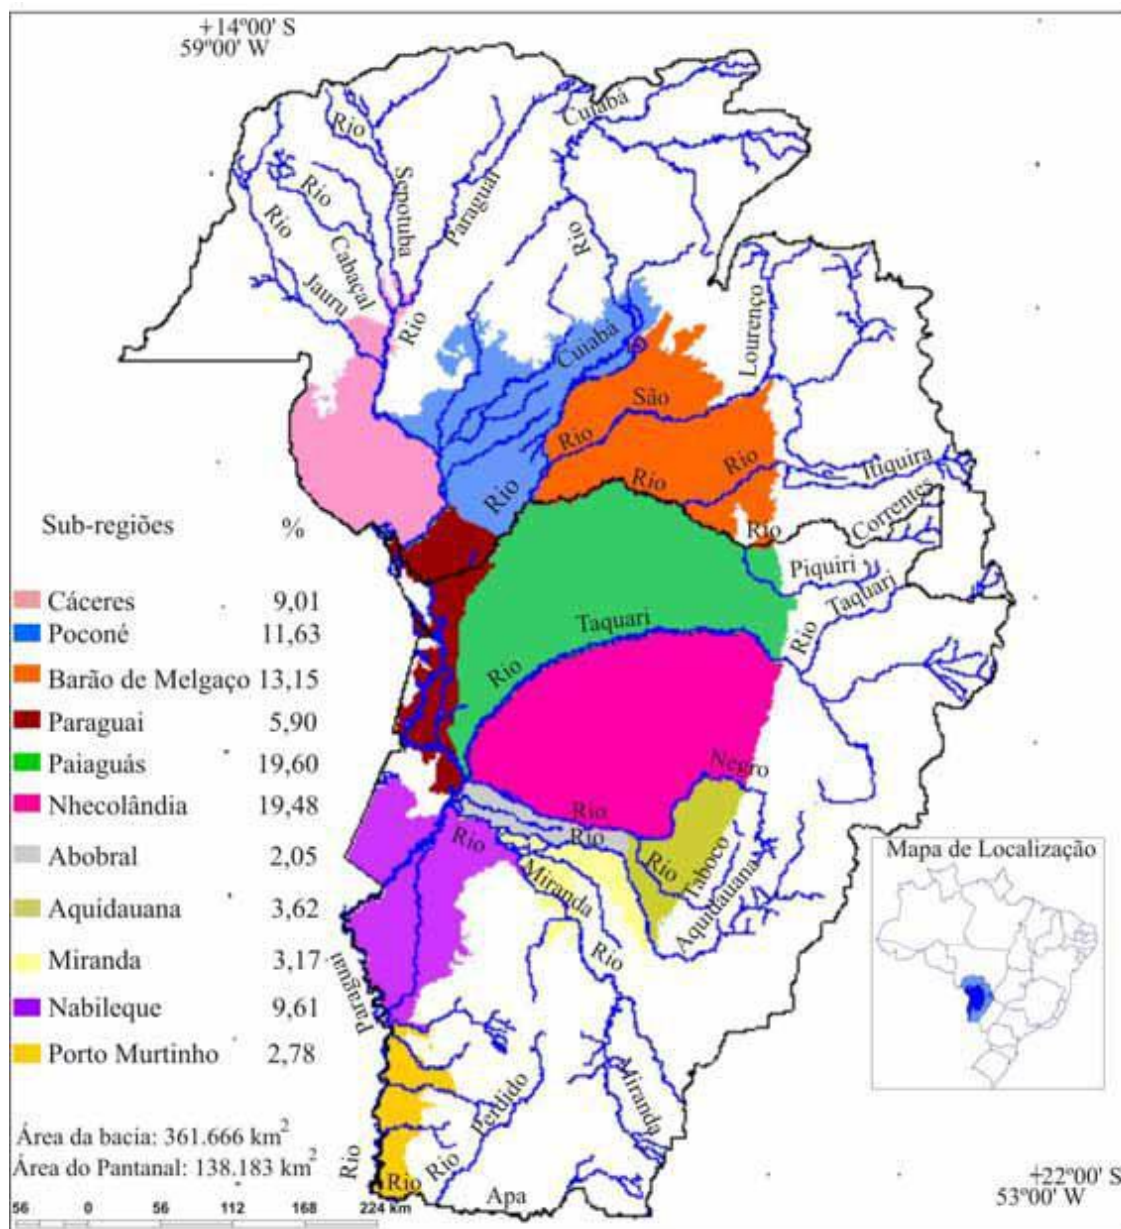 +14º00' S
59º00' W
Cuiabá
Rio
Sepotuba
Paraguai
Rio
Rio
Cabaçal
Jauru
Rio
Rio
Lourenço
Cuiabá
São
Rio
Rio
Itiquira
Rio
Rio
Correntes
Rio
Piquiri
Taquari
Taquari
Rio
Rio
Negro
Rio
Rio
Rio
Rio
Taboco
Aquidauana
Miranda
Rio
Paraguai
Miranda
Perdido
Rio
Rio
Rio
Apa
Sub-regiões %
Cáceres 9,01
Poconé 11,63
Barão de Melgaço 13,15
Paraguai 5,90
Paiaguás 19,60
Nhecolândia 19,48
Abobral 2,05
Aquidauana 3,62
Miranda 3,17
Nabileque 9,61
Porto Murtinho 2,78
Mapa de Localização
Área da bacia: 361.666 km2
Área do Pantanal: 138.183 km2
+22º00' S
53º00' W
56 0 56 112 168 224 km